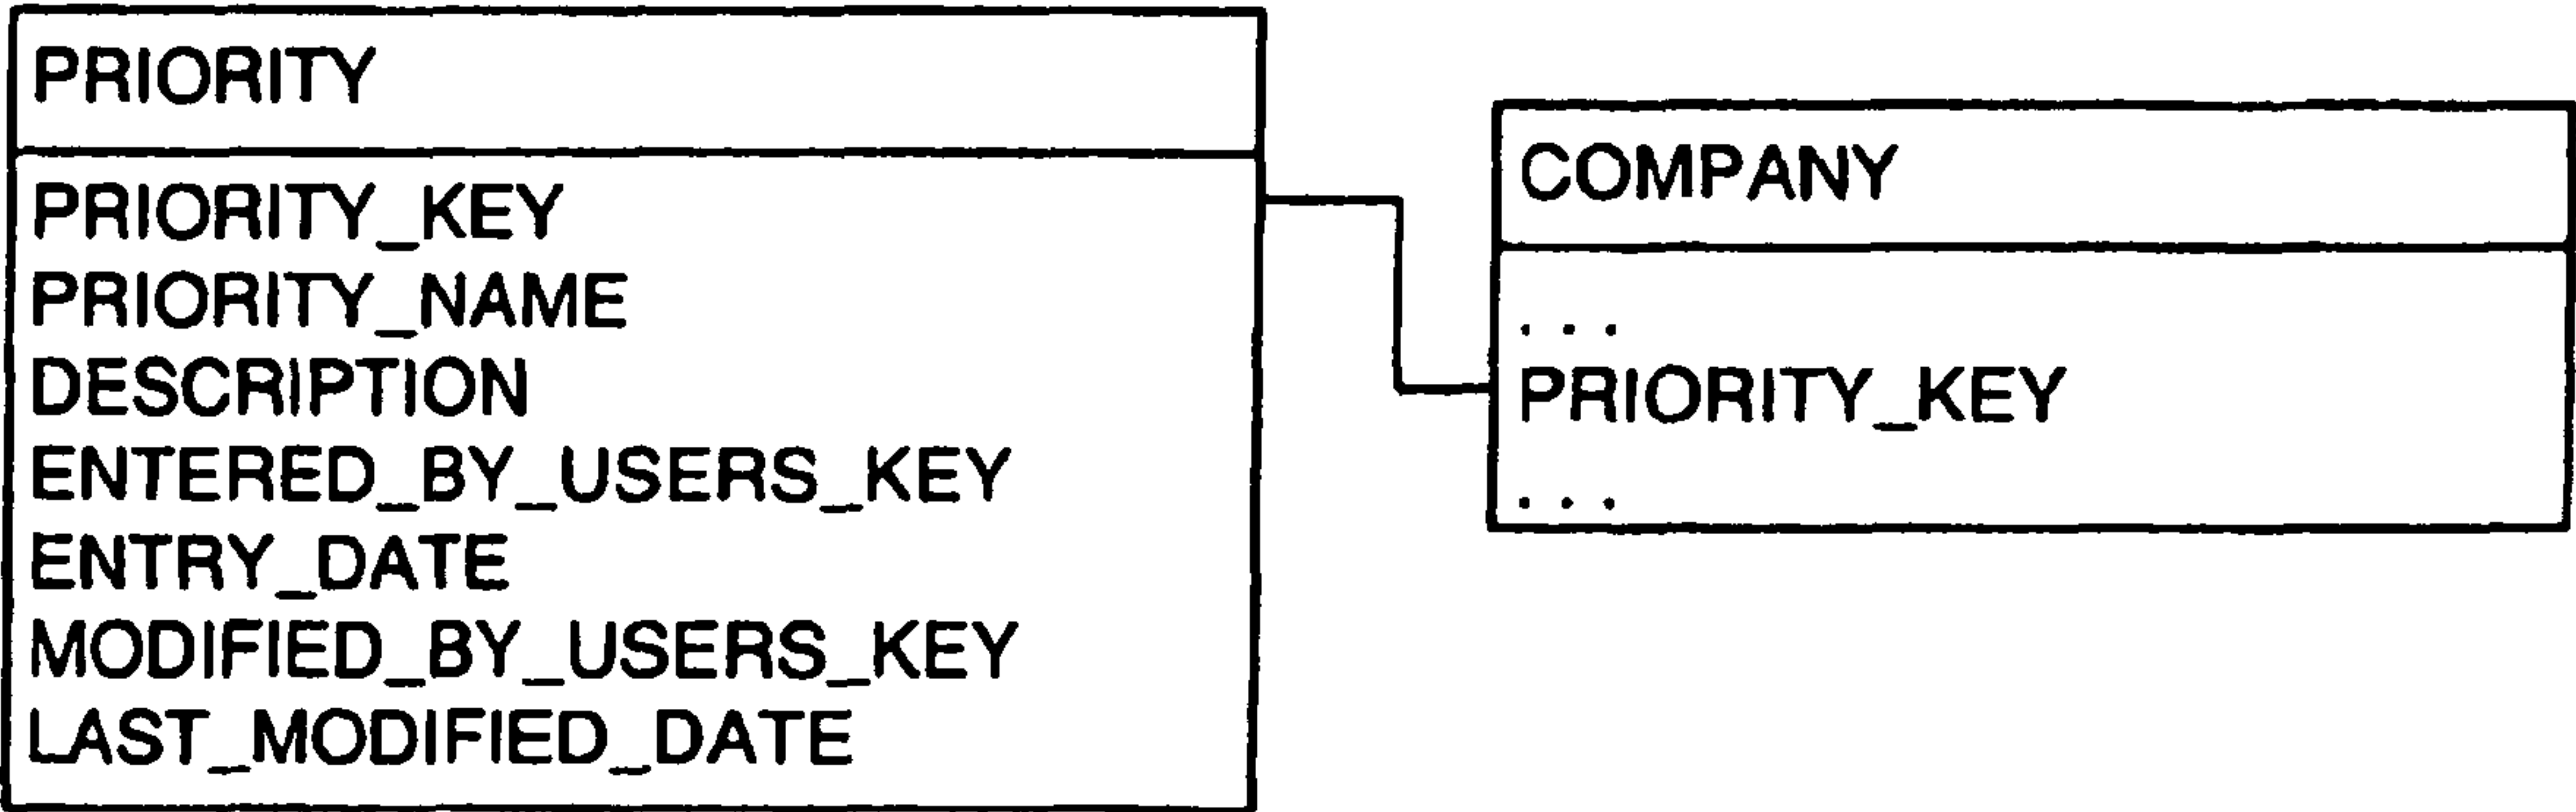 PRIORITY
PRIORITY_KEY
PRIORITY_NAME
DESCRIPTION
ENTERED_BY_USERS_KEY
ENTRY_DATE
MODIFIED_BY_USERS_KEY
LAST_MODIFIED_DATE
COMPANY
. . .
PRIORITY_KEY
. . .